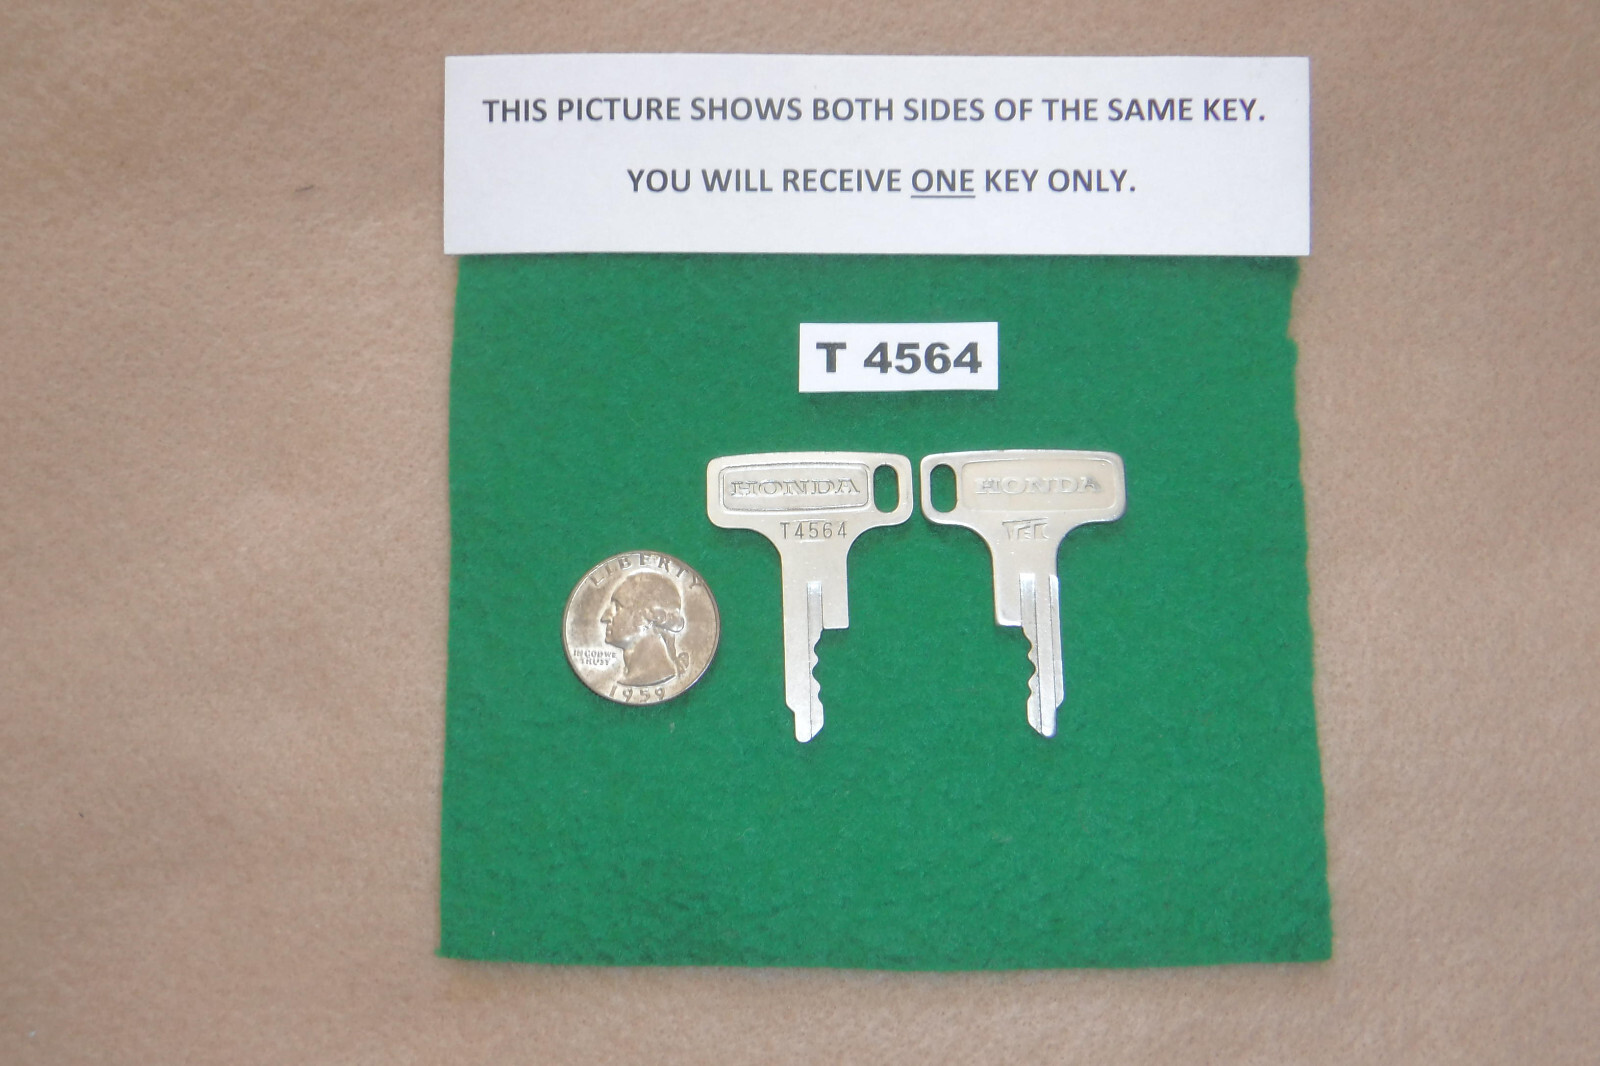 THIS PICTURE SHOWS BOTH SIDES OF THE SAME KEY.
YOU WILL RECEIVE ONE KEY ONLY.
T 4564
HONDA
T4564
HONDA
LIBERTY
IN GOD WE
TRUST
1959